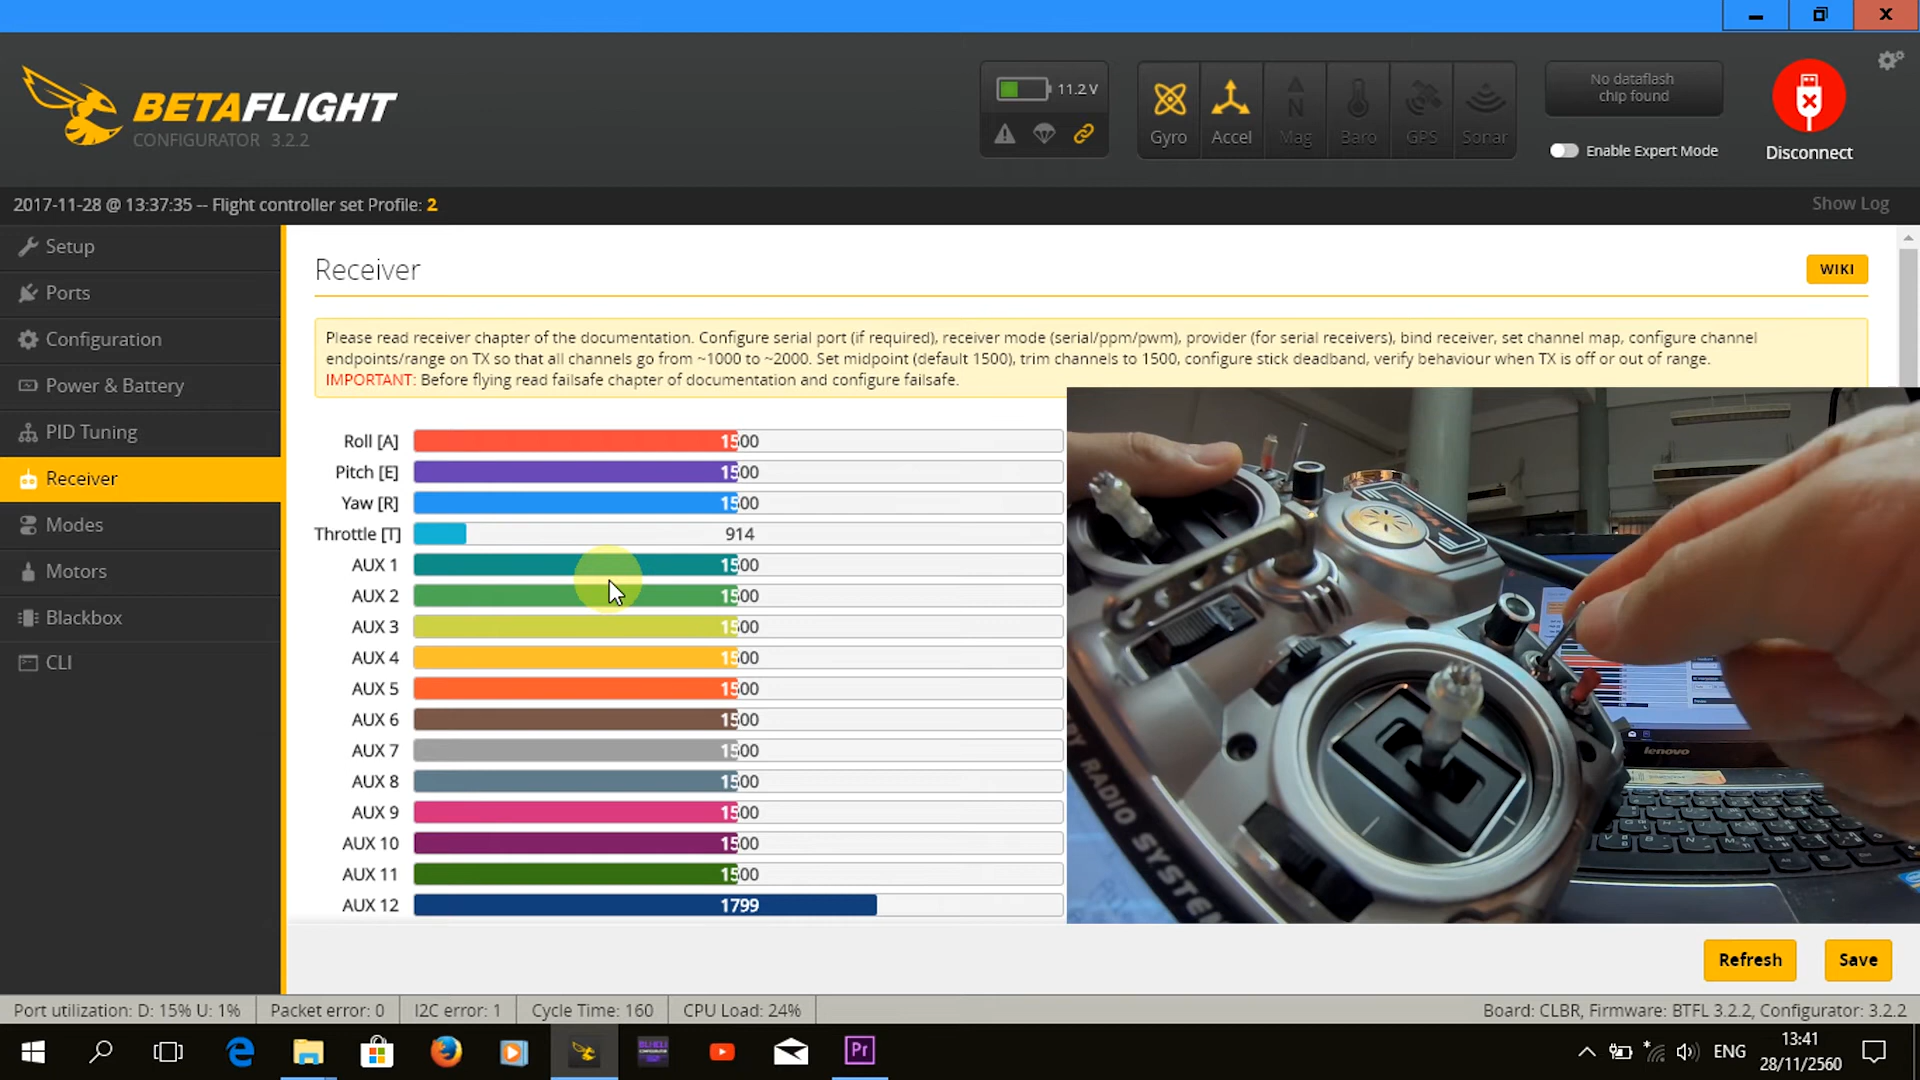 BETAFLIGHT
CONFIGURATOR 3.2.2
11.2 V
Gyro
Accel
Mag
Baro
GPS
Sonar
No dataflash
chip found
Enable Expert Mode
Disconnect
2017-11-28 @ 13:37:35 -- Flight controller set Profile: 2
Show Log
Setup
Ports
Configuration
Power & Battery
PID Tuning
Receiver
Modes
Motors
Blackbox
CLI
Receiver
WIKI
Please read receiver chapter of the documentation. Configure serial port (if required), receiver mode (serial/ppm/pwm), provider (for serial receivers), bind receiver, set channel map, configure channel
endpoints/range on TX so that all channels go from ~1000 to ~2000. Set midpoint (default 1500), trim channels to 1500, configure stick deadband, verify behaviour when TX is off or out of range.
IMPORTANT: Before flying read failsafe chapter of documentation and configure failsafe.
Roll [A] 1500
Pitch [E] 1500
Yaw [R] 1500
Throttle [T] 914
AUX 1 1500
AUX 2 1500
AUX 3 1500
AUX 4 1500
AUX 5 1500
AUX 6 1500
AUX 7 1500
AUX 8 1500
AUX 9 1500
AUX 10 1500
AUX 11 1500
AUX 12 1799
RADIO SYSTEM
lenovo
Refresh
Save
Port utilization: D: 15% U: 1%
Packet error: 0
I2C error: 1
Cycle Time: 160
CPU Load: 24%
Board: CLBR, Firmware: BTFL 3.2.2, Configurator: 3.2.2
Pr
ENG
13:41
28/11/2560